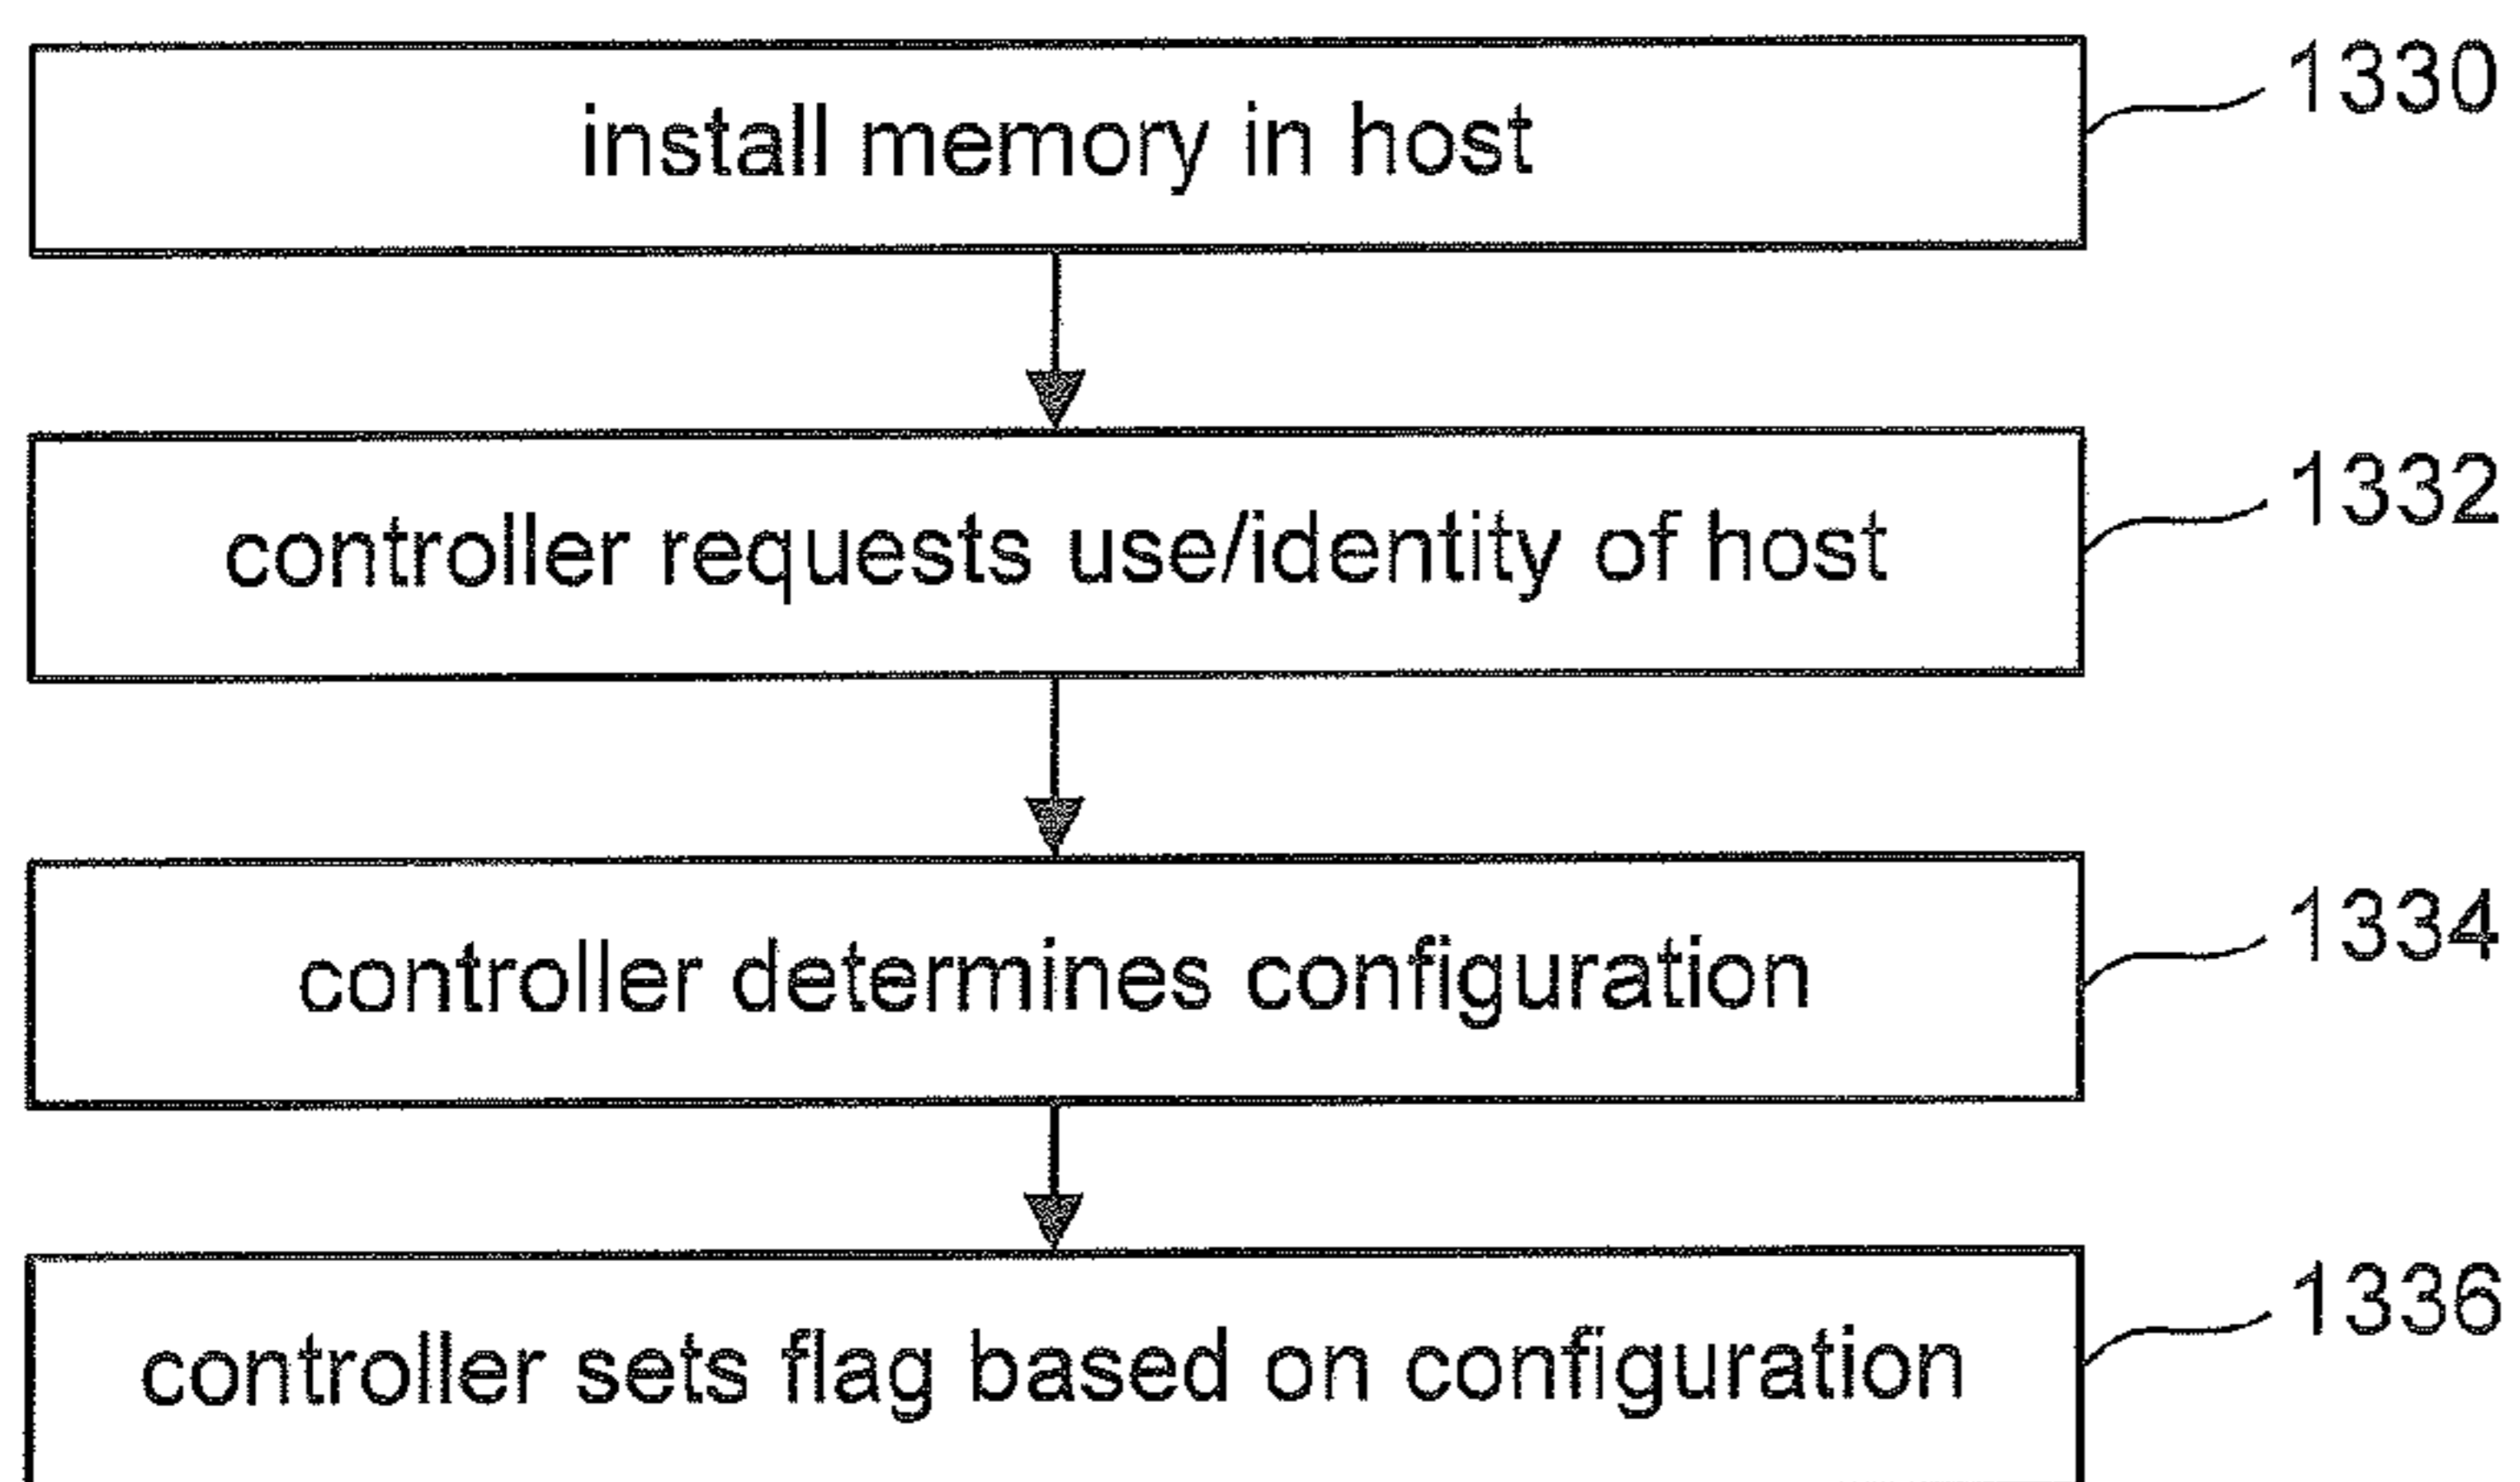 install memory in host
1330
controller requests use/identity of host
1332
controller determines configuration
1334
controller sets flag based on configuration
1336